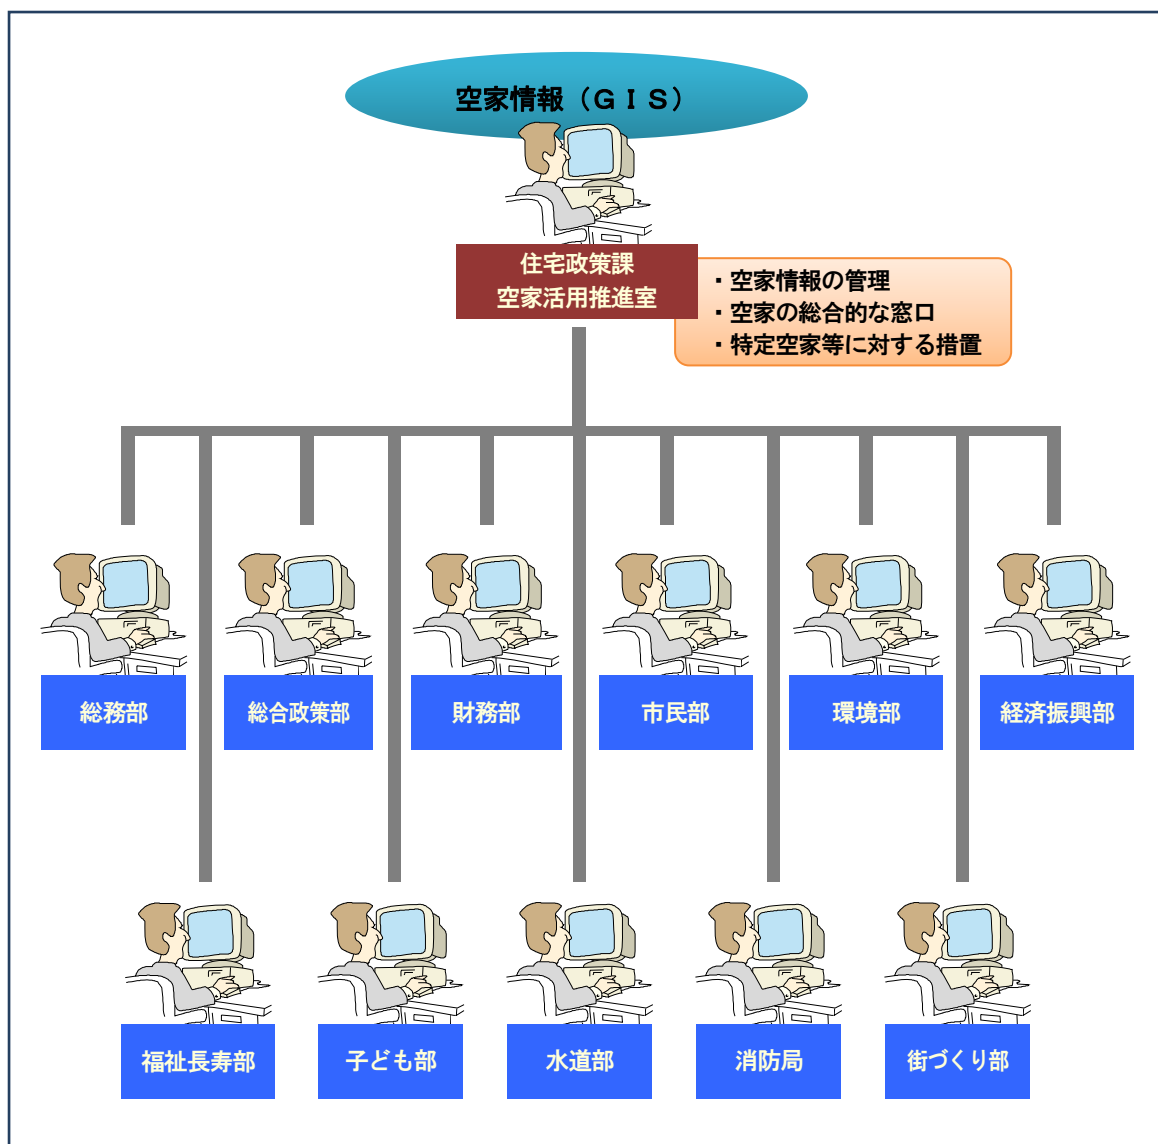 空家情報（ＧＩＳ）
住宅政策課
空家活用推進室
・空家情報の管理
・空家の総合的な窓口
・特定空家等に対する措置
総務部
総合政策部
財務部
市民部
環境部
経済振興部
福祉長寿部
子ども部
水道部
消防局
街づくり部